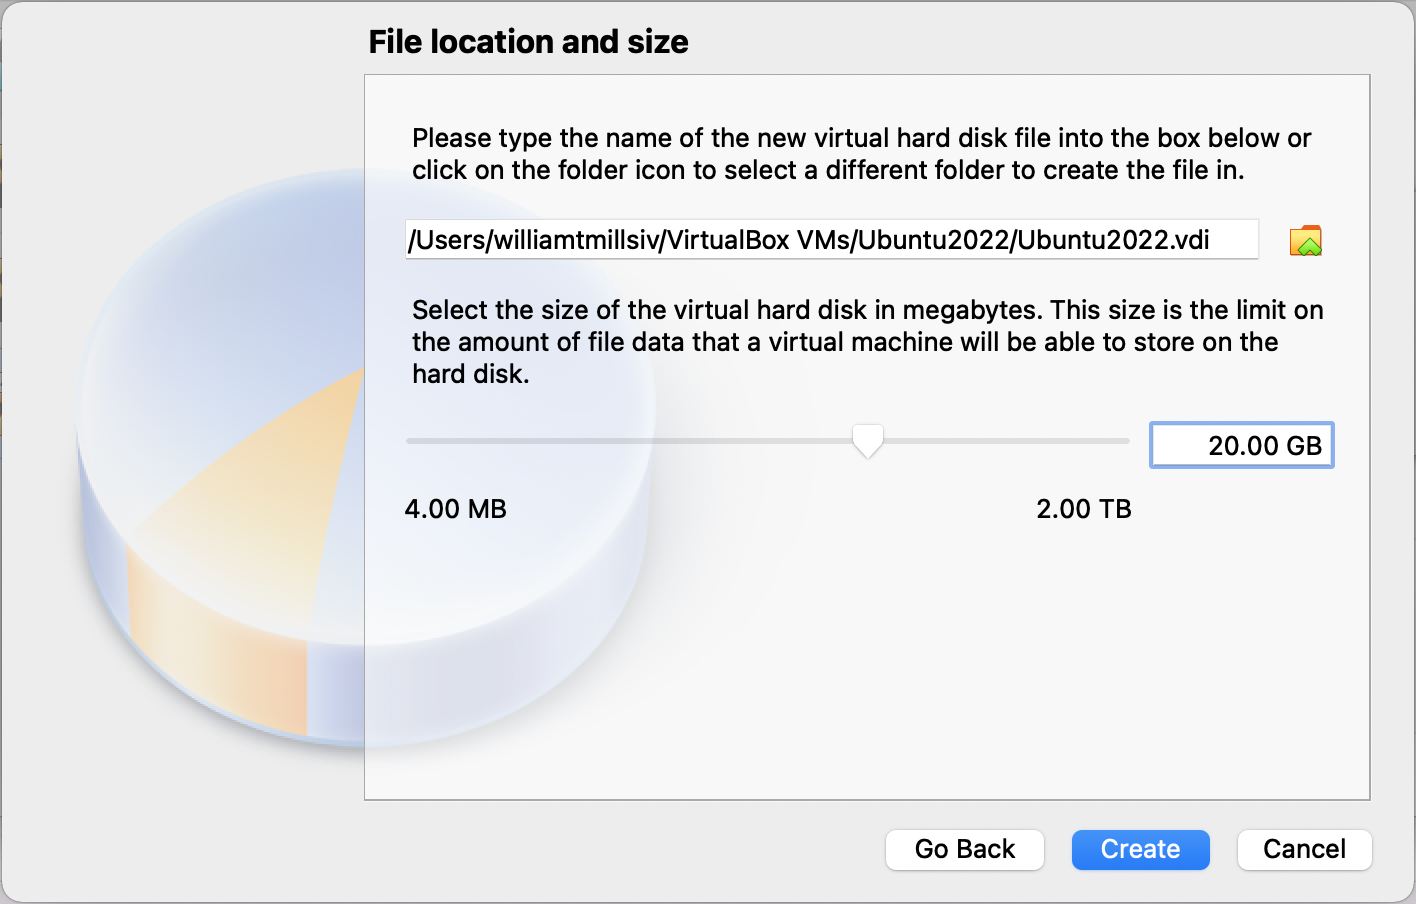 File location and size
Please type the name of the new virtual hard disk file into the box below or
click on the folder icon to select a different folder to create the file in.
/Users/williamtmillsiv/VirtualBox VMs/Ubuntu2022/Ubuntu2022.vdi
Select the size of the virtual hard disk in megabytes. This size is the limit on
the amount of file data that a virtual machine will be able to store on the
hard disk.
20.00 GB
4.00 MB 2.00 TB
Go Back Create Cancel